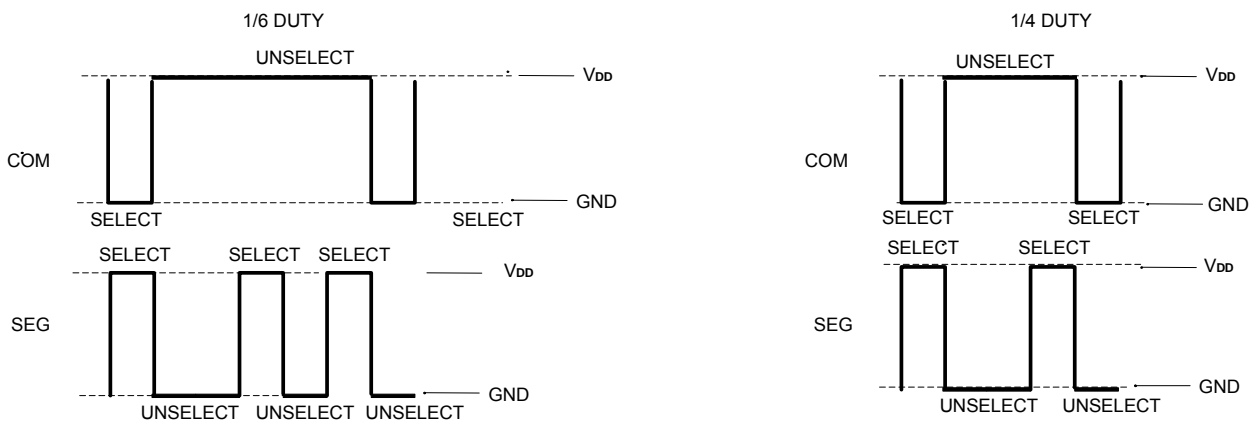 1/6 DUTY
UNSELECT
VDD
COM
GND
SELECT SELECT
SELECT SELECT SELECT
VDD
SEG
GND
UNSELECT UNSELECT UNSELECT
1/4 DUTY
UNSELECT
VDD
COM
GND
SELECT SELECT
SELECT SELECT
VDD
SEG
GND
UNSELECT UNSELECT